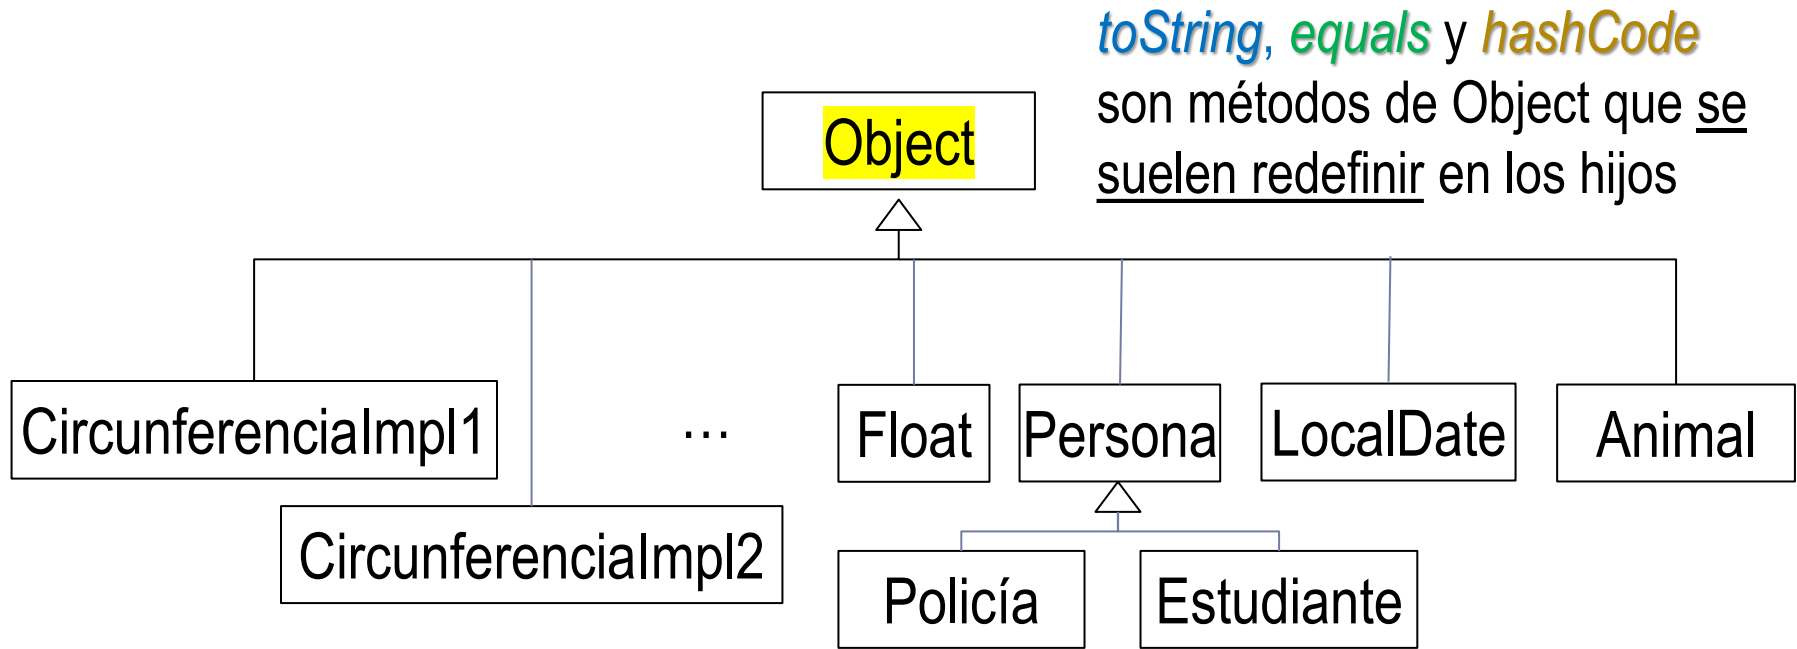 toString, equals y hashCode
son métodos de Object que se
suelen redefinir en los hijos
Object
CircunferenciaImpl1
...
Float
Persona
LocalDate
Animal
CircunferenciaImpl2
Policía
Estudiante